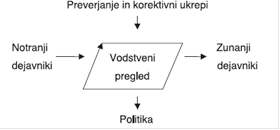 Preverjanje in korektivni ukrepi
Notranji
dejavniki
Vodstveni
pregled
Zunanji
dejavniki
Politika